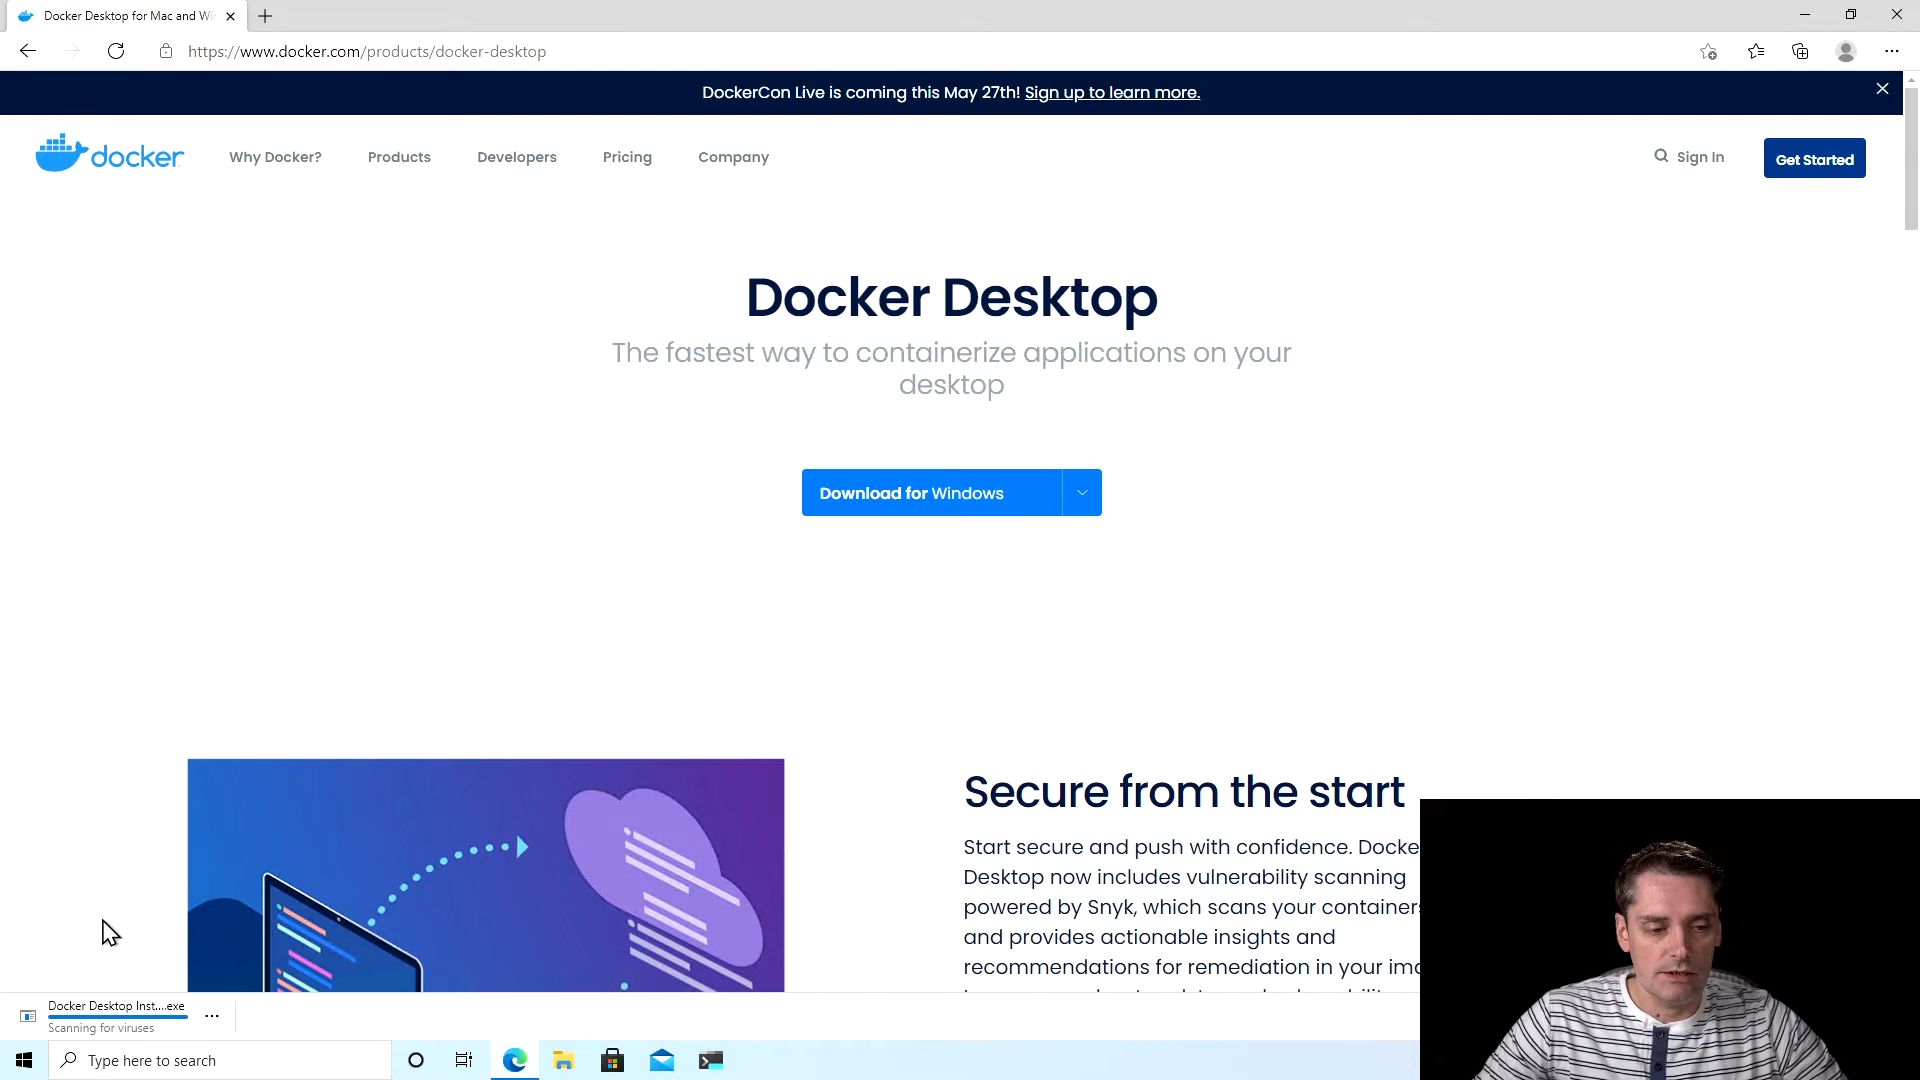 Docker Desktop for Mac and Wi
https://www.docker.com/products/docker-desktop
DockerCon Live is coming this May 27th! Sign up to learn more.
docker
Why Docker?
Products
Developers
Pricing
Company
Sign In
Get Started
Docker Desktop
The fastest way to containerize applications on your
desktop
Download for Windows
Secure from the start
Start secure and push with confidence. Docke
Desktop now includes vulnerability scanning
powered by Snyk, which scans your containers
and provides actionable insights and
recommendations for remediation in your
Docker Desktop Inst....exe
Scanning for viruses
Type here to search